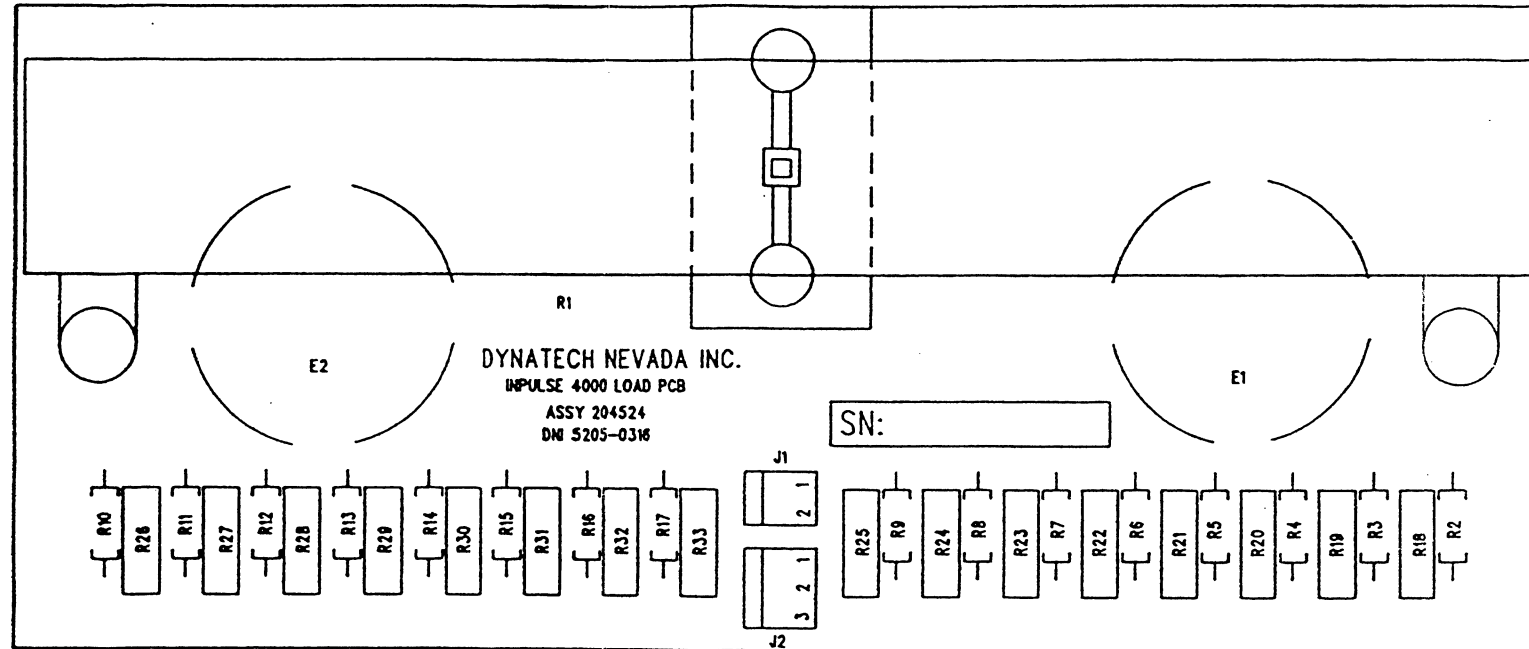 R1
E2
DYNATECH NEVADA INC.
INPULSE 4000 LOAD PCB
ASSY 204524
DNI 5205-0316
E1
SN:
J1
1
2
R10
R26
R11
R27
R12
R28
R13
R29
R14
R30
R15
R31
R16
R32
R17
R33
R25
R9
R24
R8
R23
R7
R22
R6
R21
R5
R20
R4
R19
R3
R18
R2
1
2
3
J2